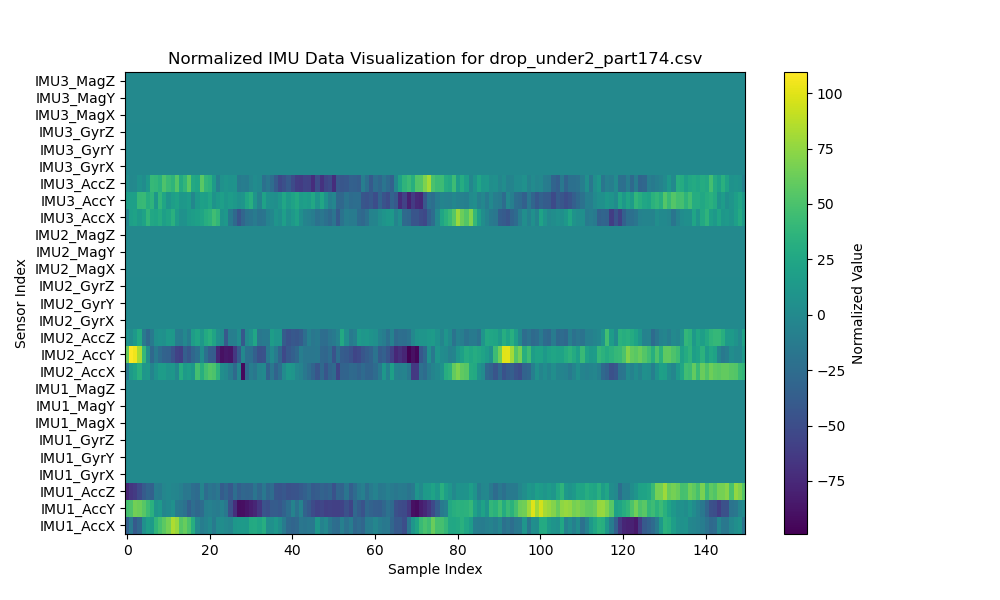 Normalized IMU Data Visualization for drop_under2_part174.csv
IMU3_MagZ
IMU3_MagY
IMU3_MagX
IMU3_GyrZ
IMU3_GyrY
IMU3_GyrX
IMU3_AccZ
IMU3_AccY
IMU3_AccX
IMU2_MagZ
IMU2_MagY
IMU2_MagX
IMU2_GyrZ
IMU2_GyrY
IMU2_GyrX
IMU2_AccZ
IMU2_AccY
IMU2_AccX
IMU1_MagZ
IMU1_MagY
IMU1_MagX
IMU1_GyrZ
IMU1_GyrY
IMU1_GyrX
IMU1_AccZ
IMU1_AccY
IMU1_AccX
Sensor Index
0 20 40 60 80 100 120 140
Sample Index
100
75
50
25
0
−25
−50
−75
Normalized Value